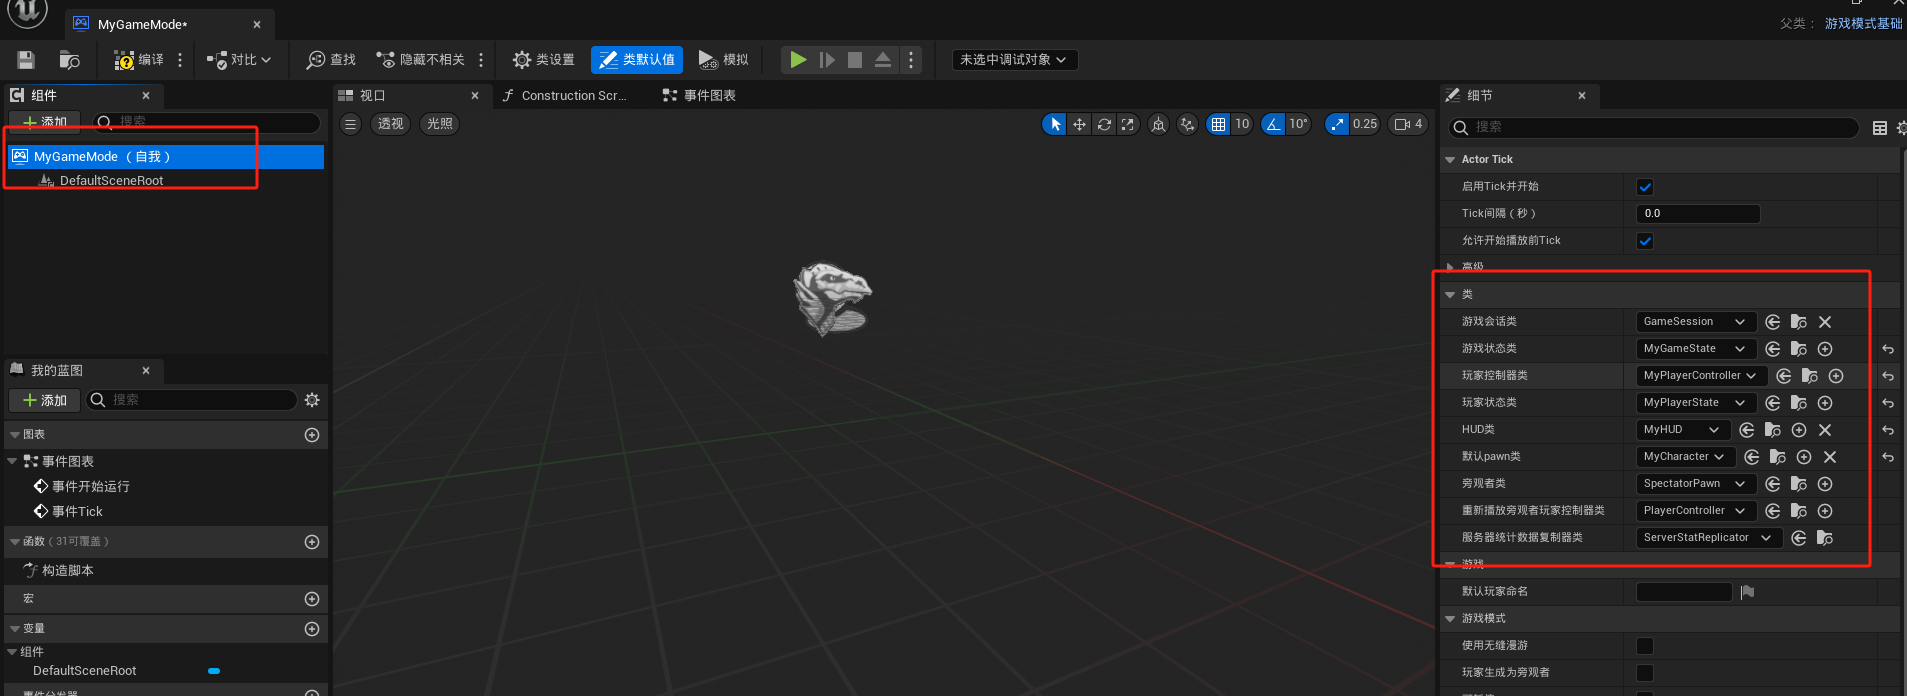 MyGameMode*
父类： 游戏模式基础
编译
对比
查找
隐藏不相关
类设置
类默认值
模拟
未选中调试对象
组件
添加
搜索
MyGameMode （自我）
DefaultSceneRoot
我的蓝图
添加
搜索
图表
事件图表
事件开始运行
事件Tick
函数（31可覆盖）
构造脚本
宏
变量
组件
DefaultSceneRoot
事件分发器
视口
Construction Scr...
事件图表
透视
光照
10
10°
0.25
4
细节
搜索
Actor Tick
启用Tick并开始
Tick间隔（秒） 0.0
允许开始播放前Tick
高级
类
游戏会话类 GameSession
游戏状态类 MyGameState
玩家控制器类 MyPlayerController
玩家状态类 MyPlayerState
HUD类 MyHUD
默认pawn类 MyCharacter
旁观者类 SpectatorPawn
重新播放旁观者玩家控制器类 PlayerController
服务器统计数据复制器类 ServerStatReplicator
游戏
默认玩家命名
游戏模式
使用无缝漫游
玩家生成为旁观者